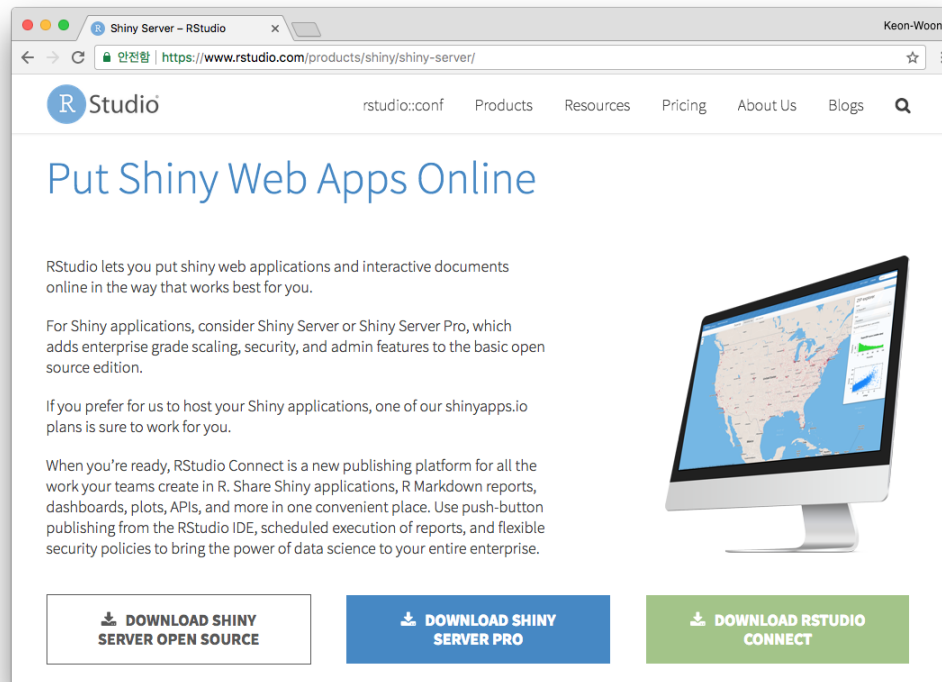 Shiny Server – RStudio
Keon-Woon
안전함 https://www.rstudio.com/products/shiny/shiny-server/
R Studio
rstudio::conf Products Resources Pricing About Us Blogs
Put Shiny Web Apps Online
RStudio lets you put shiny web applications and interactive documents
online in the way that works best for you.
For Shiny applications, consider Shiny Server or Shiny Server Pro, which
adds enterprise grade scaling, security, and admin features to the basic open
source edition.
If you prefer for us to host your Shiny applications, one of our shinyapps.io
plans is sure to work for you.
When you’re ready, RStudio Connect is a new publishing platform for all the
work your teams create in R. Share Shiny applications, R Markdown reports,
dashboards, plots, APIs, and more in one convenient place. Use push-button
publishing from the RStudio IDE, scheduled execution of reports, and flexible
security policies to bring the power of data science to your entire enterprise.
DOWNLOAD SHINY
SERVER OPEN SOURCE
DOWNLOAD SHINY
SERVER PRO
DOWNLOAD RSTUDIO
CONNECT